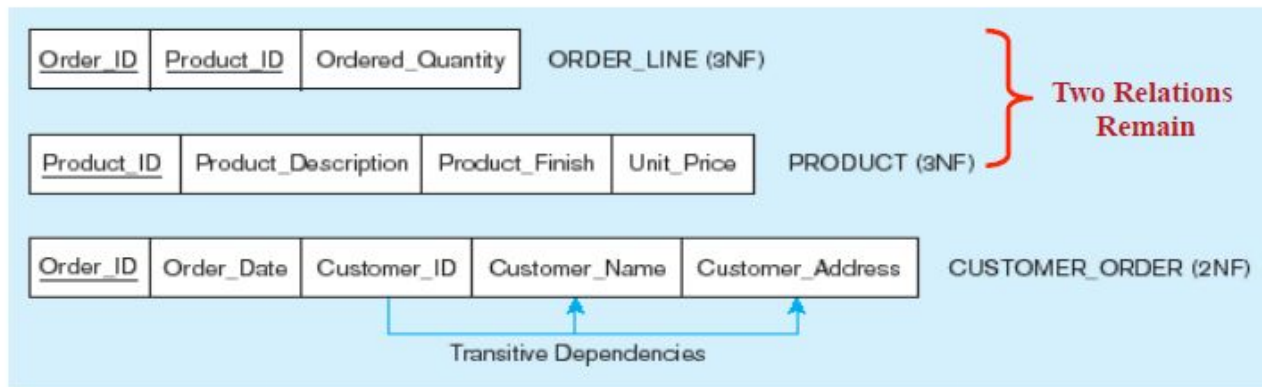 Order_ID Product_ID Ordered_Quantity ORDER_LINE (3NF)
Two Relations
Remain
Product_ID Product_Description Product_Finish Unit_Price PRODUCT (3NF)
Order_ID Order_Date Customer_ID Customer_Name Customer_Address CUSTOMER_ORDER (2NF)
Transitive Dependencies